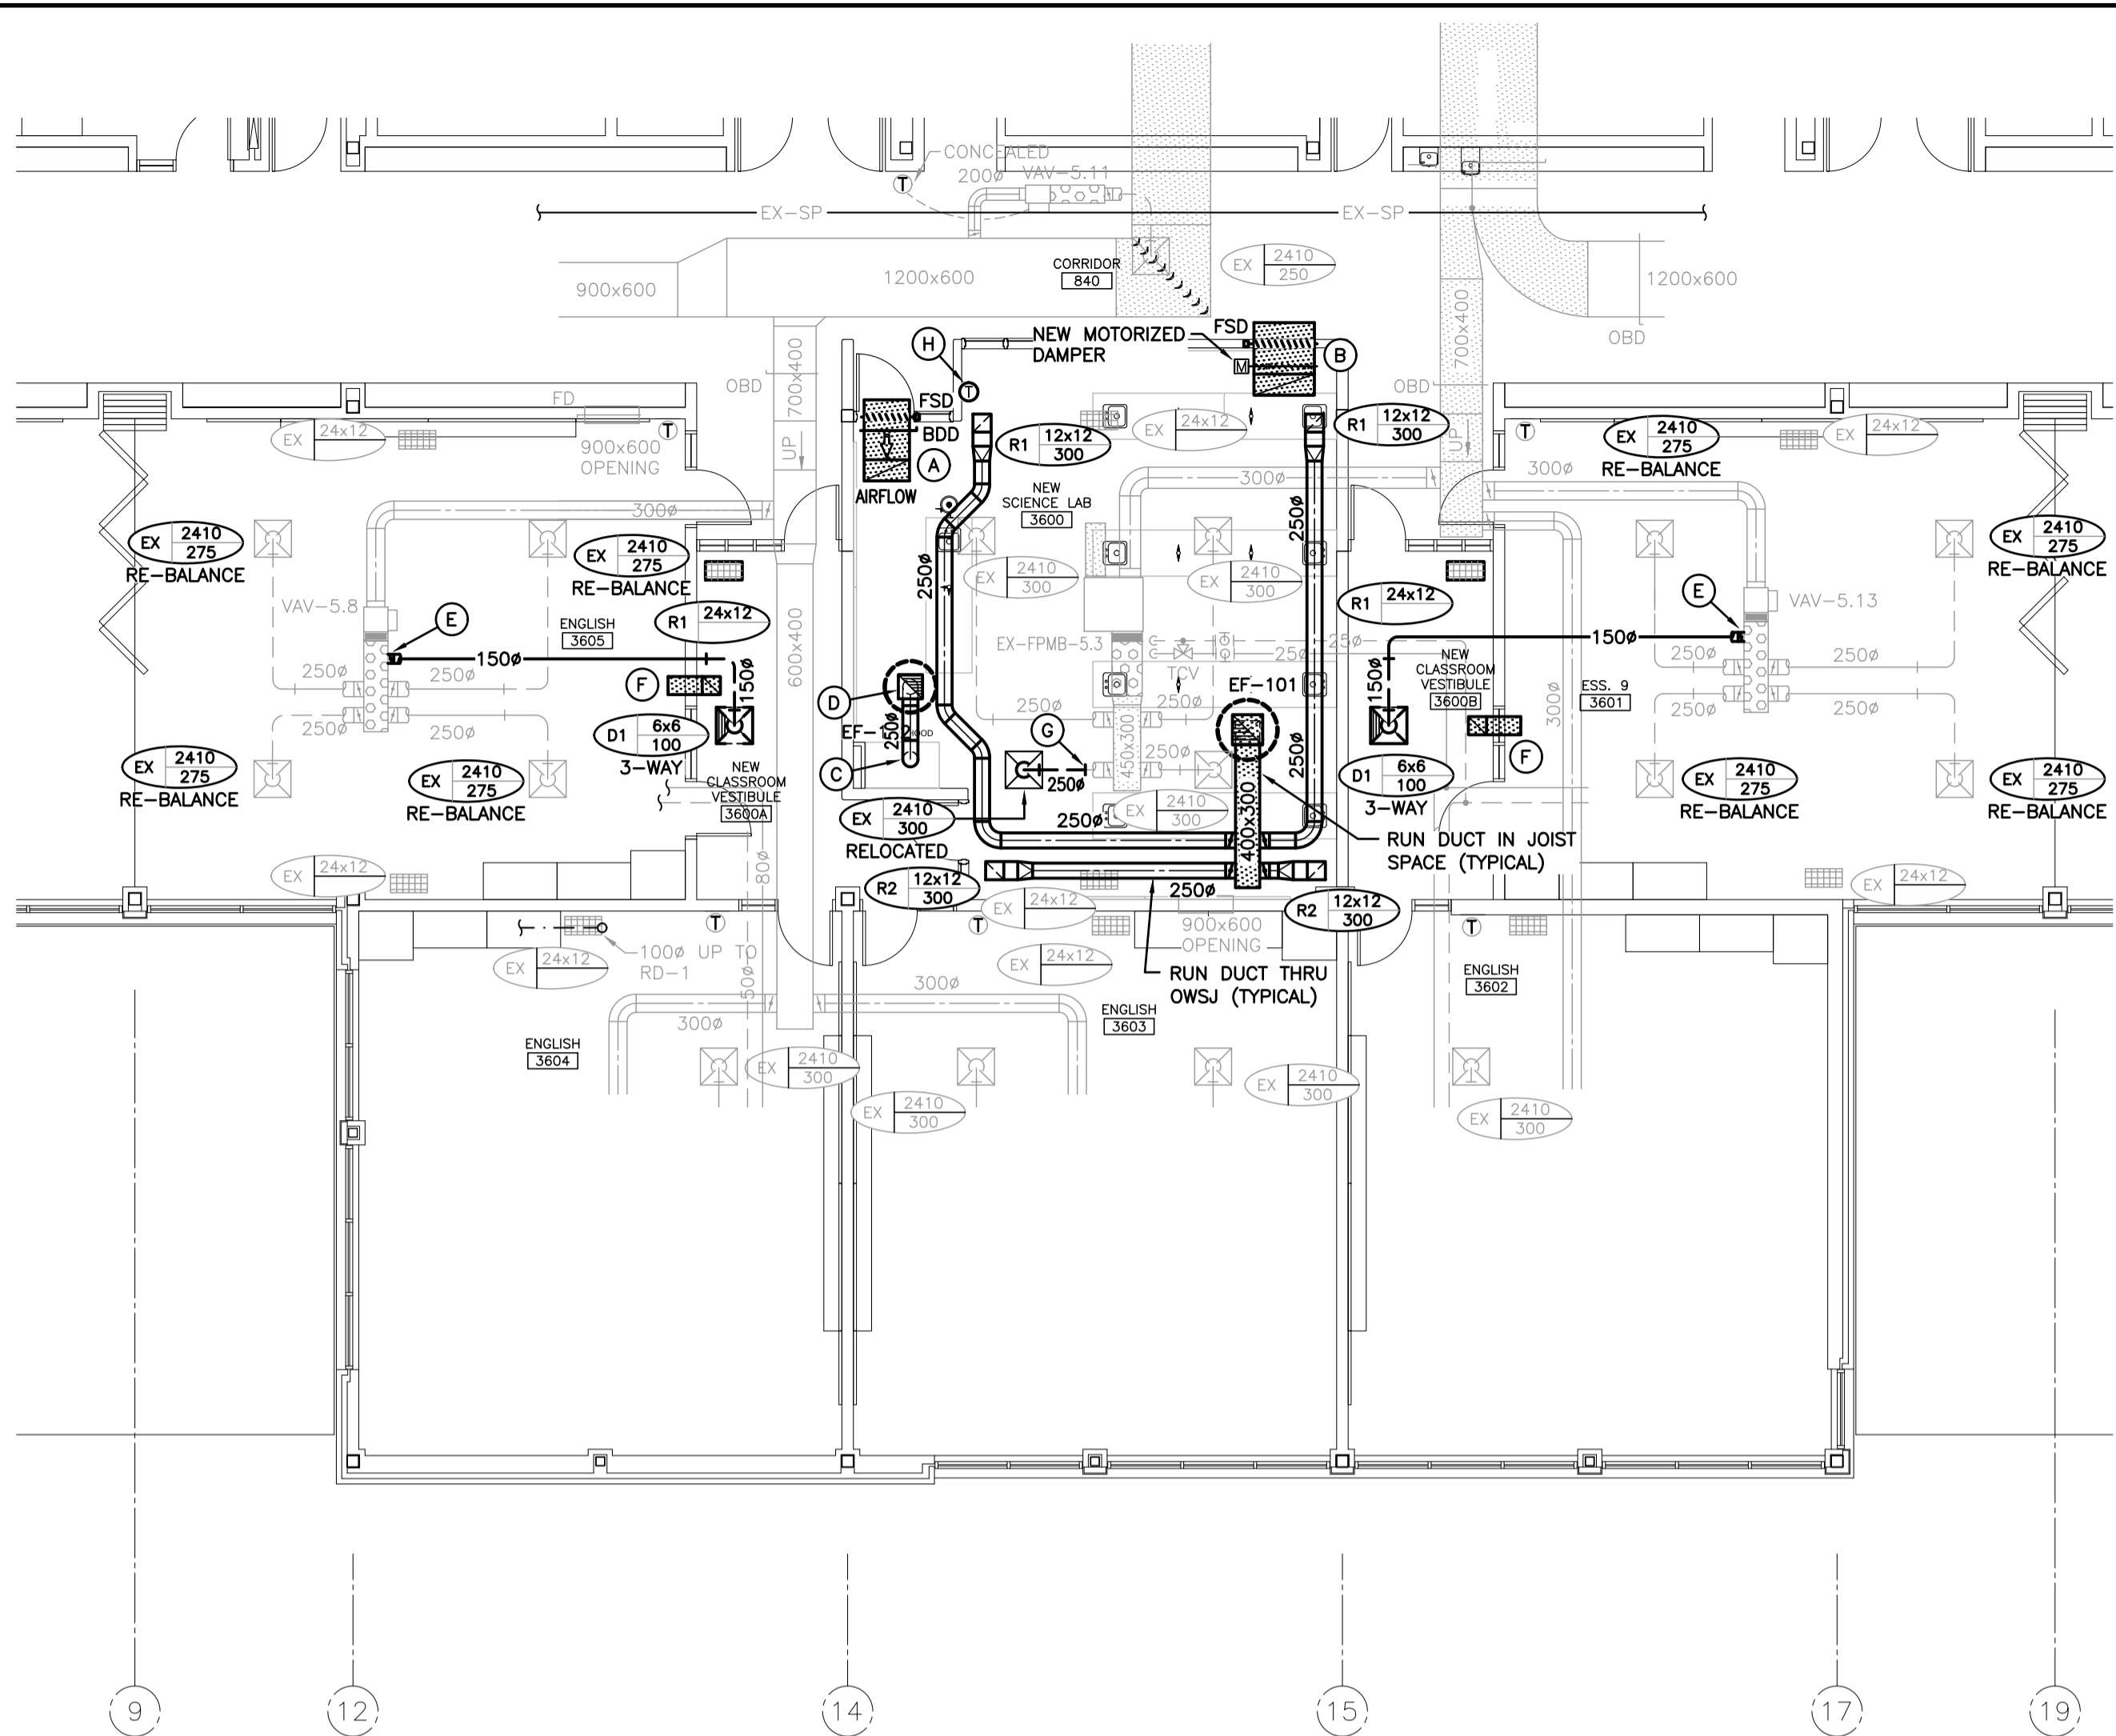 CONCEALED
200ø
VAV-5.11
T
EX-SP
EX-SP
900x600
1200x600
CORRIDOR
840
EX
2410
250
1200x600
OBD
700x400
OBD
UP
700x400
OBD
UP
H
T
NEW MOTORIZED
DAMPER
FSD
M
B
FSD
BDD
A
AIRFLOW
FD
T
900x600
OPENING
EX
24x12
R1
12x12
300
EX
24x12
R1
12x12
300
T
EX
2410
275
RE-BALANCE
EX
24x12
NEW
SCIENCE LAB
3600
300ø
300ø
300ø
250ø
250ø
EX
2410
275
RE-BALANCE
EX
2410
275
RE-BALANCE
EX
2410
300
EX
2410
300
EX
2410
275
RE-BALANCE
VAV-5.8
E
ENGLISH
3605
R1
24x12
600x400
R1
24x12
E
VAV-5.13
EX-FPMB-5.3
TCV
25ø
25ø
150ø
150ø
150ø
150ø
NEW
CLASSROOM
VESTIBULE
3600B
ESS. 9
3601
300ø
250ø
250ø
250ø
250ø
F
D
EF-101
250ø
250ø
250ø
250ø
250ø
250ø
D1
6x6
100
3-WAY
HOOD
250ø
C
G
250ø
450x300
250ø
250ø
400x300
D1
6x6
100
3-WAY
F
EX
2410
275
RE-BALANCE
EX
2410
275
RE-BALANCE
NEW
CLASSROOM
VESTIBULE
3600A
EX
2410
300
RELOCATED
EX
2410
300
250ø
EX
2410
275
RE-BALANCE
EX
2410
275
RE-BALANCE
RUN DUCT IN JOIST
SPACE (TYPICAL)
EX
24x12
R2
12x12
300
250ø
EX
24x12
R2
12x12
300
EX
24x12
T
T
T
900x600
OPENING
100ø UP TO
RD-1
EX
24x12
EX
24x12
RUN DUCT THRU
OWSJ (TYPICAL)
ENGLISH
3602
300ø
300ø
ENGLISH
3603
ENGLISH
3604
EX
2410
300
EX
2410
300
EX
2410
300
EX
2410
300
9
12
14
15
17
19